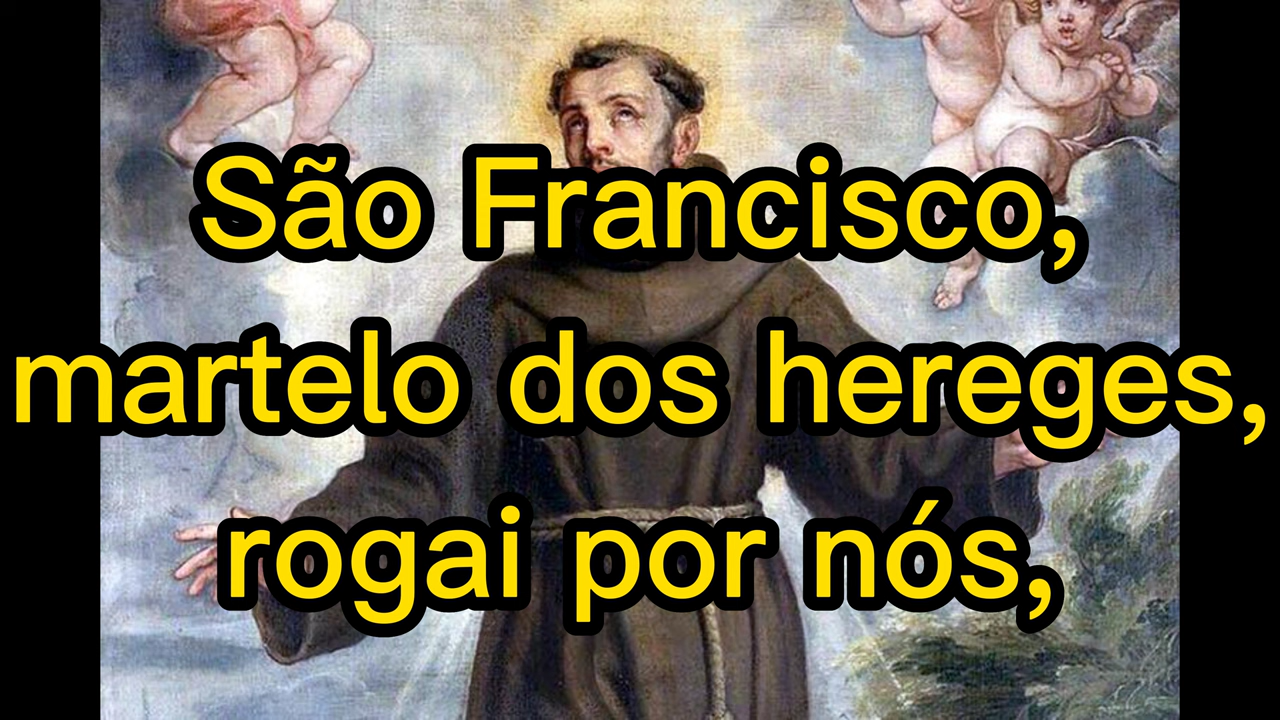 São Francisco,
martelo dos hereges,
rogai por nós,